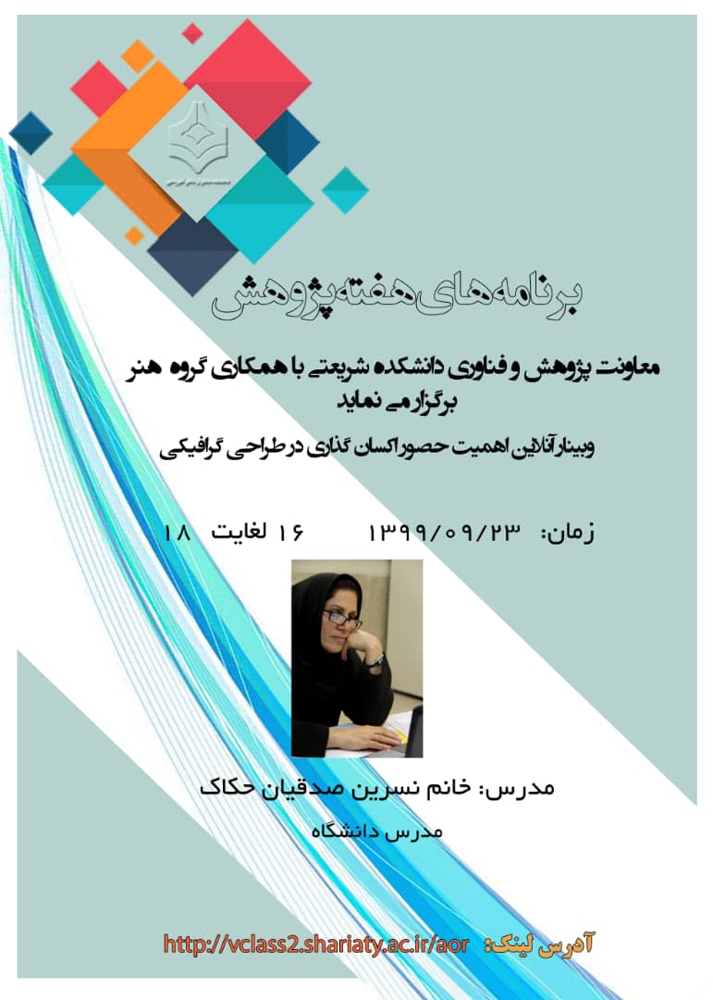 برنامه‌های هفته پژوهش
معاونت پژوهش و فناوری دانشکده شریعتی با همکاری گروه هنر
برگزار می نماید
وبینار آنلاین اهمیت حضور اکسان گذاری در طراحی گرافیکی
زمان: ۱۳۹۹/۰۹/۲۳ ۱۶ لغایت ۱۸
مدرس: خانم نسرین صدقیان حکاک
مدرس دانشگاه
آدرس لینک: http://vclass2.shariaty.ac.ir/aor